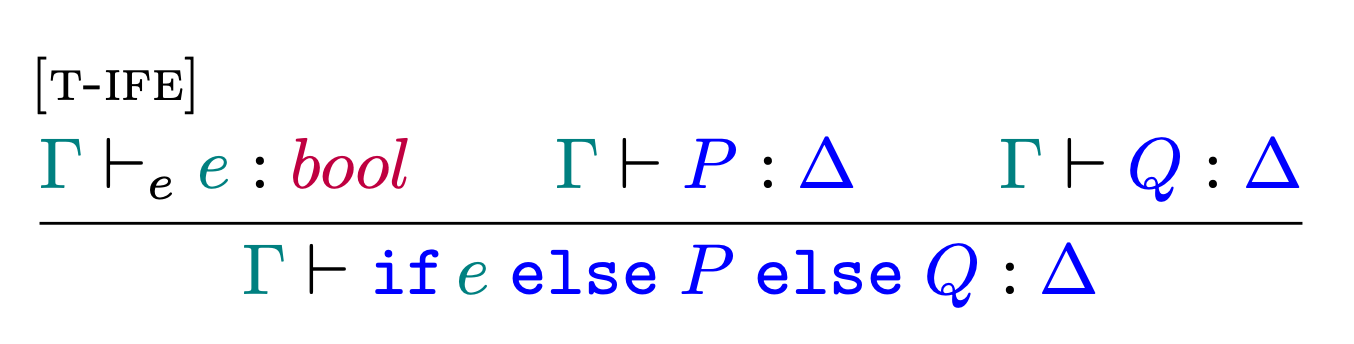 [T-IFE]
Γ ⊢ₑ e : bool Γ ⊢ P : Δ Γ ⊢ Q : Δ
Γ ⊢ if e else P else Q : Δ